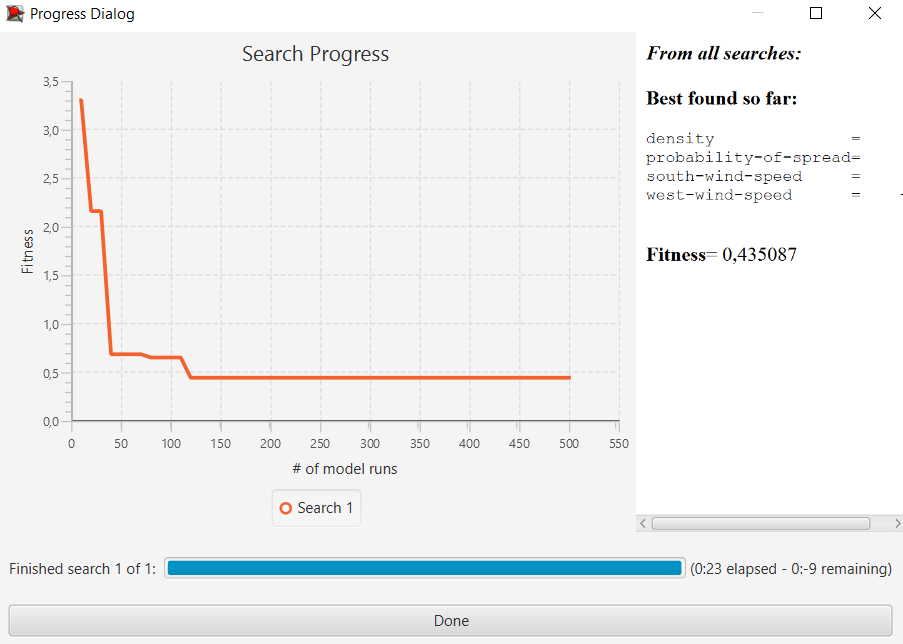 Progress Dialog
Search Progress
3,5
3,0
2,5
2,0
1,5
1,0
0,5
0,0
Fitness
0 50 100 150 200 250 300 350 400 450 500 550
# of model runs
Search 1
From all searches:
Best found so far:
density =
probability-of-spread=
south-wind-speed =
west-wind-speed =
Fitness= 0,435087
Finished search 1 of 1: (0:23 elapsed - 0:-9 remaining)
Done